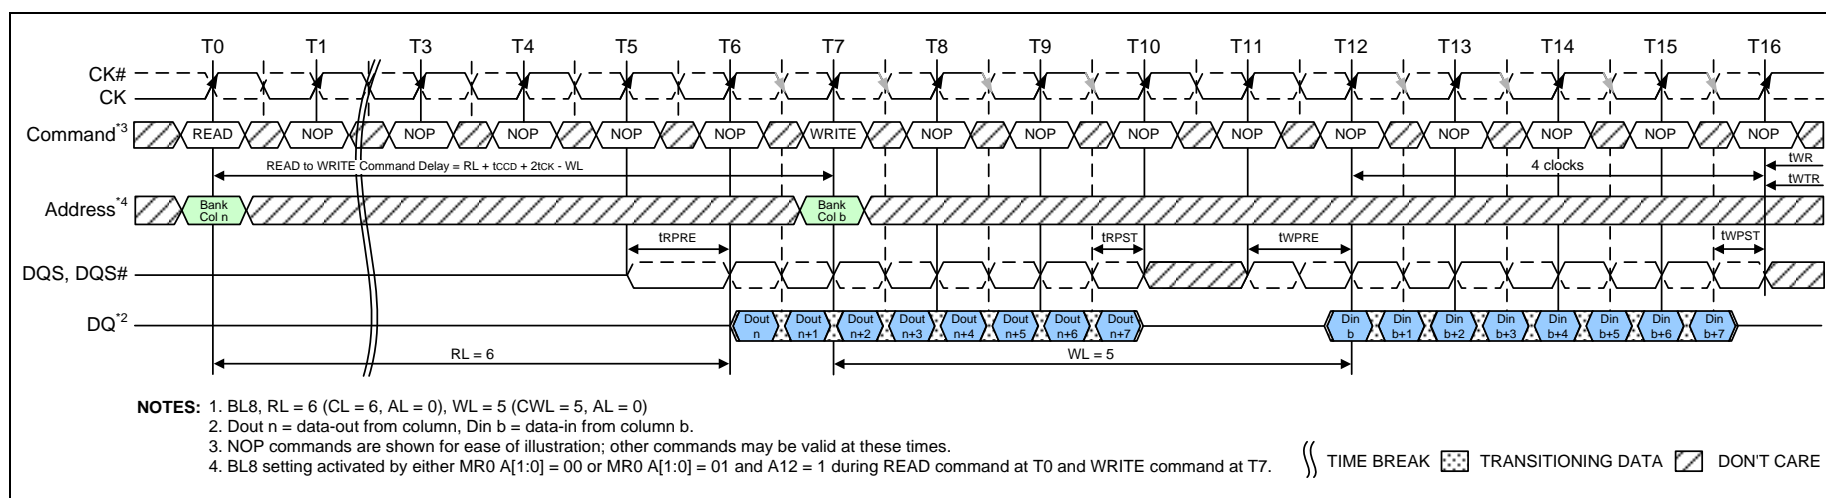 T0 T1 T3 T4 T5 T6 T7 T8 T9 T10 T11 T12 T13 T14 T15 T16
CK#
CK
Command*3 READ NOP NOP NOP NOP NOP WRITE NOP NOP NOP NOP NOP NOP NOP NOP NOP
READ to WRITE Command Delay = RL + tCCD + 2tCK - WL 4 clocks tWR
tWTR
Address*4 Bank Col n Bank Col b
tRPRE tRPST tWPRE tWPST
DQS, DQS#
DQ*2 Dout n Dout n+1 Dout n+2 Dout n+3 Dout n+4 Dout n+5 Dout n+6 Dout n+7 Din b Din b+1 Din b+2 Din b+3 Din b+4 Din b+5 Din b+6 Din b+7
RL = 6 WL = 5
NOTES: 1. BL8, RL = 6 (CL = 6, AL = 0), WL = 5 (CWL = 5, AL = 0)
2. Dout n = data-out from column, Din b = data-in from column b.
3. NOP commands are shown for ease of illustration; other commands may be valid at these times.
4. BL8 setting activated by either MR0 A[1:0] = 00 or MR0 A[1:0] = 01 and A12 = 1 during READ command at T0 and WRITE command at T7.
TIME BREAK TRANSITIONING DATA DON'T CARE